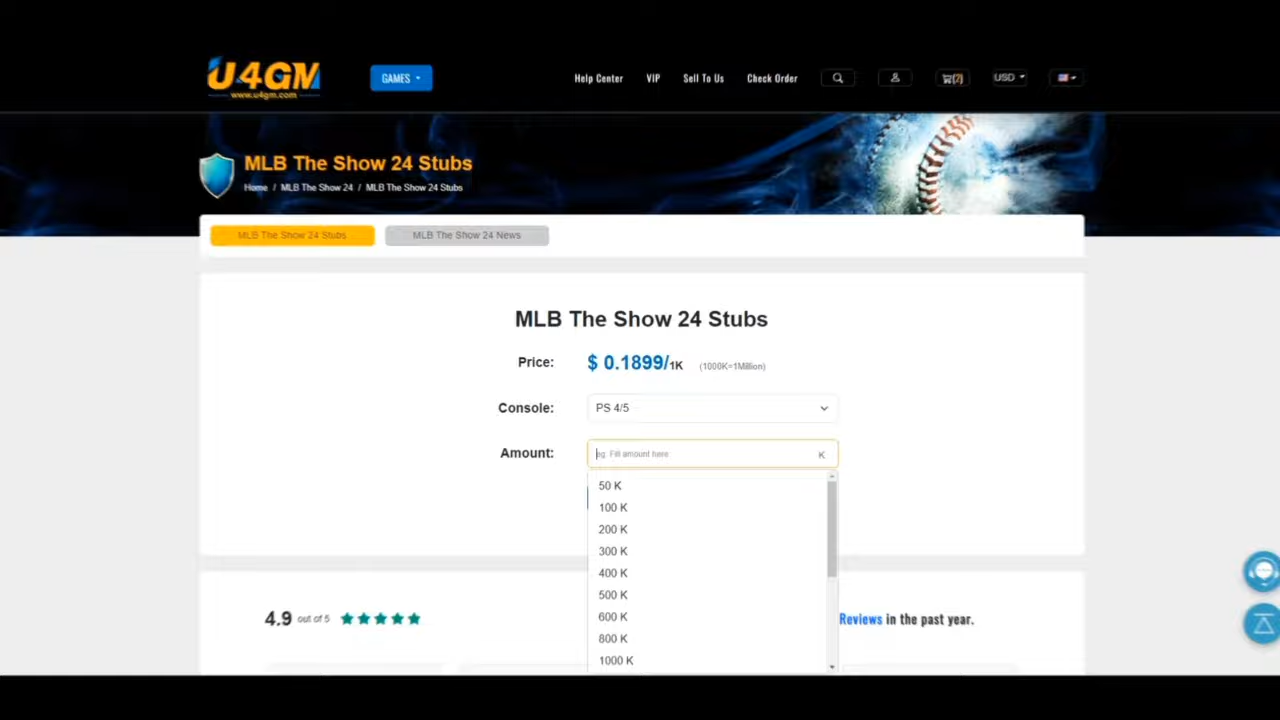 U4GM
www.u4gm.com
GAMES
Help Center
VIP
Sell To Us
Check Order
(7)
USD
MLB The Show 24 Stubs
Home / MLB The Show 24 / MLB The Show 24 Stubs
MLB The Show 24 Stubs
MLB The Show 24 News
MLB The Show 24 Stubs
Price: $ 0.1899/1K (1000K=1Million)
Console: PS 4/5
Amount: eg. Fill amount here K
50 K
100 K
200 K
300 K
400 K
500 K
600 K
800 K
1000 K
4.9 out of 5
Reviews in the past year.